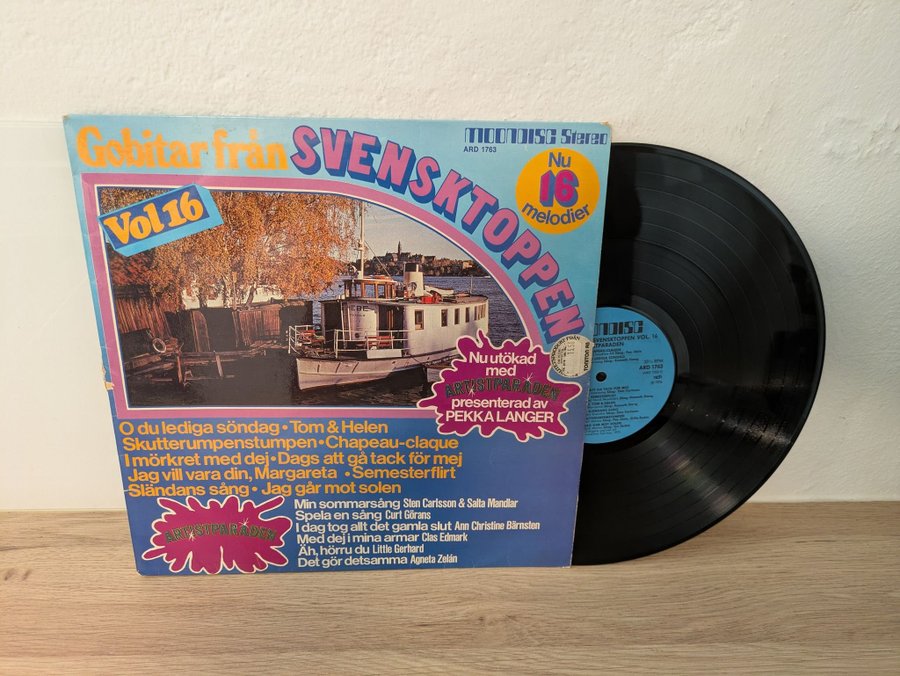 Gobitar från SVENSKTOPPEN
MOONDISC Stereo
ARD 1763
Nu
16
melodier
Vol 16
Nu utökad
med
ARTISTPARADEN
presenterad av
PEKKA LANGER
O du lediga söndag • Tom & Helen
Skutterumpenstumpen • Chapeau-claque
I mörkret med dej • Dags att gå tack för mej
Jag vill vara din, Margareta • Semesterflirt
Sländans sång • Jag går mot solen
ARTISTPARADEN
Min sommarsång Sten Carlsson & Salta Mandlar
Spela en sång Curt Görans
I dag tog allt det gamla slut Ann Christine Bärnsten
Med dej i mina armar Clas Edmark
Äh, hörru du Little Gerhard
Det gör detsamma Agneta Zelán
MOONDISC
SVENSKTOPPEN VOL. 16
ARD 1763